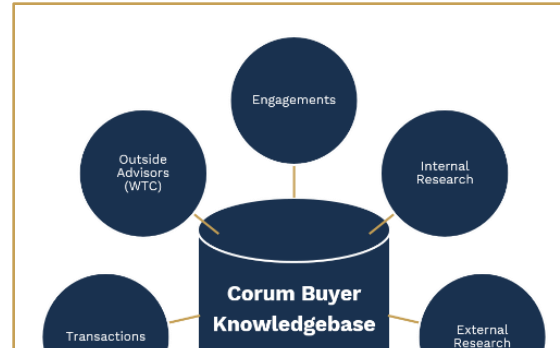 Engagements
Outside
Advisors
(WTC)
Internal
Research
Corum Buyer
Knowledgebase
Transactions
External
Research